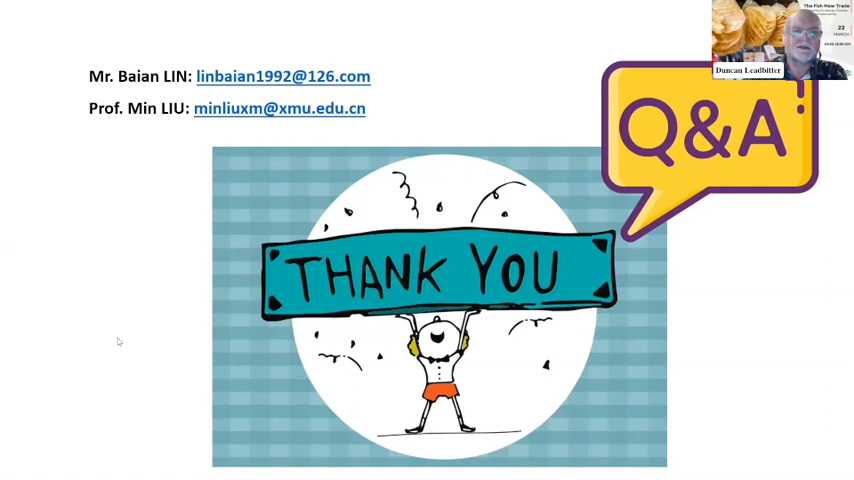 Mr. Baian LIN: linbaian1992@126.com
Prof. Min LIU: minliuxm@xmu.edu.cn
The Fish Maw Trade
22
MARCH
Duncan Leadbitter
Q&A!
THANK YOU